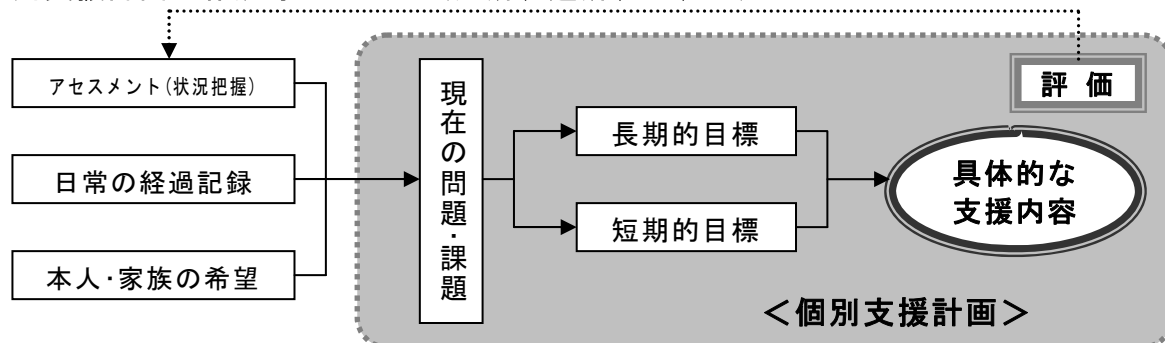 アセスメント(状況把握)
日常の経過記録
本人・家族の希望
現在の問題・課題
長期的目標
短期的目標
評価
具体的な
支援内容
＜個別支援計画＞